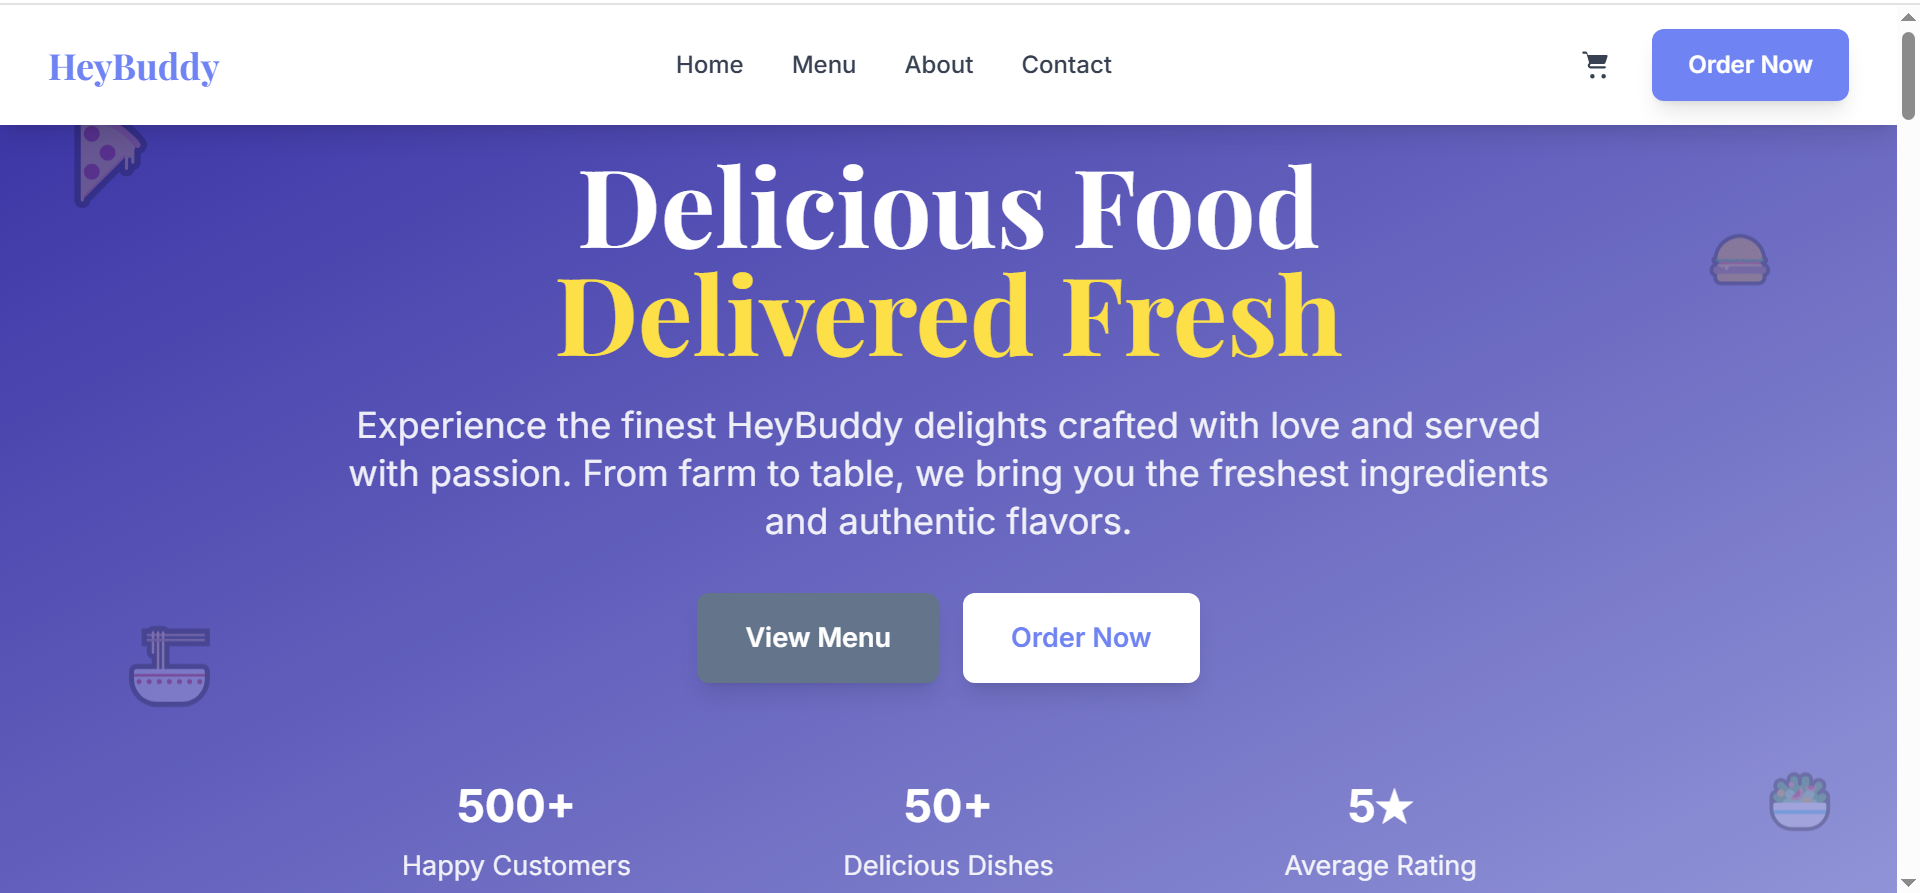 HeyBuddy
Home
Menu
About
Contact
Order Now
Delicious Food
Delivered Fresh
Experience the finest HeyBuddy delights crafted with love and served
with passion. From farm to table, we bring you the freshest ingredients
and authentic flavors.
View Menu
Order Now
500+
Happy Customers
50+
Delicious Dishes
5★
Average Rating